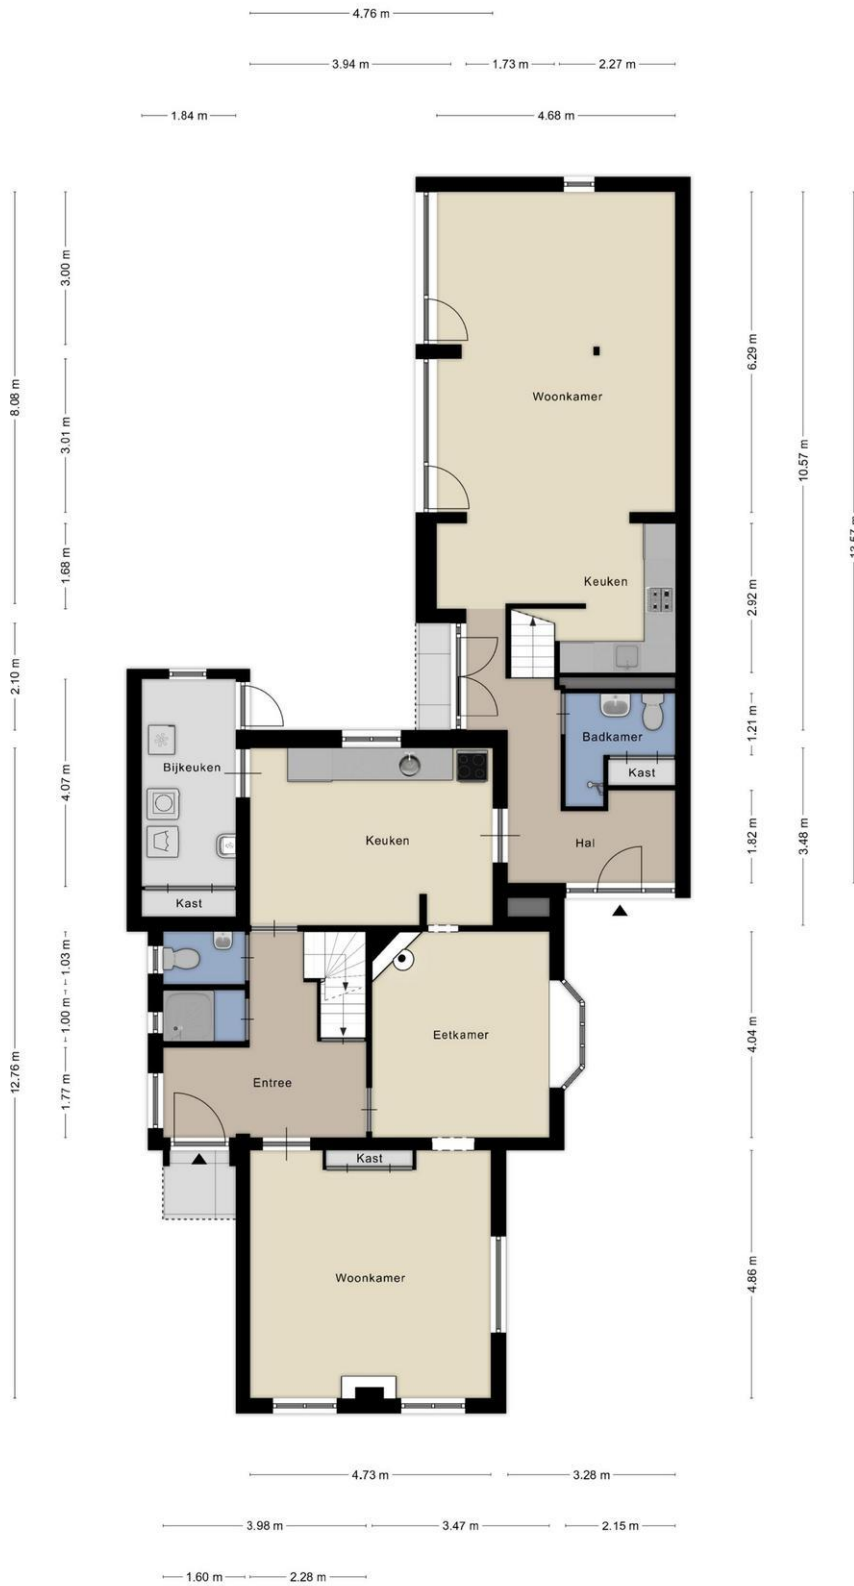 4.76 m
3.94 m
1.73 m
2.27 m
1.84 m
4.68 m
3.00 m
6.29 m
8.08 m
Woonkamer
3.01 m
10.57 m
1.68 m
Keuken
2.92 m
2.10 m
1.21 m
Badkamer
Bijkeuken
Kast
4.07 m
Keuken
Hal
1.82 m
3.48 m
Kast
1.03 m
1.00 m
Eetkamer
4.04 m
12.76 m
1.77 m
Entree
Kast
Woonkamer
4.86 m
4.73 m
3.28 m
3.98 m
3.47 m
2.15 m
1.60 m
2.28 m